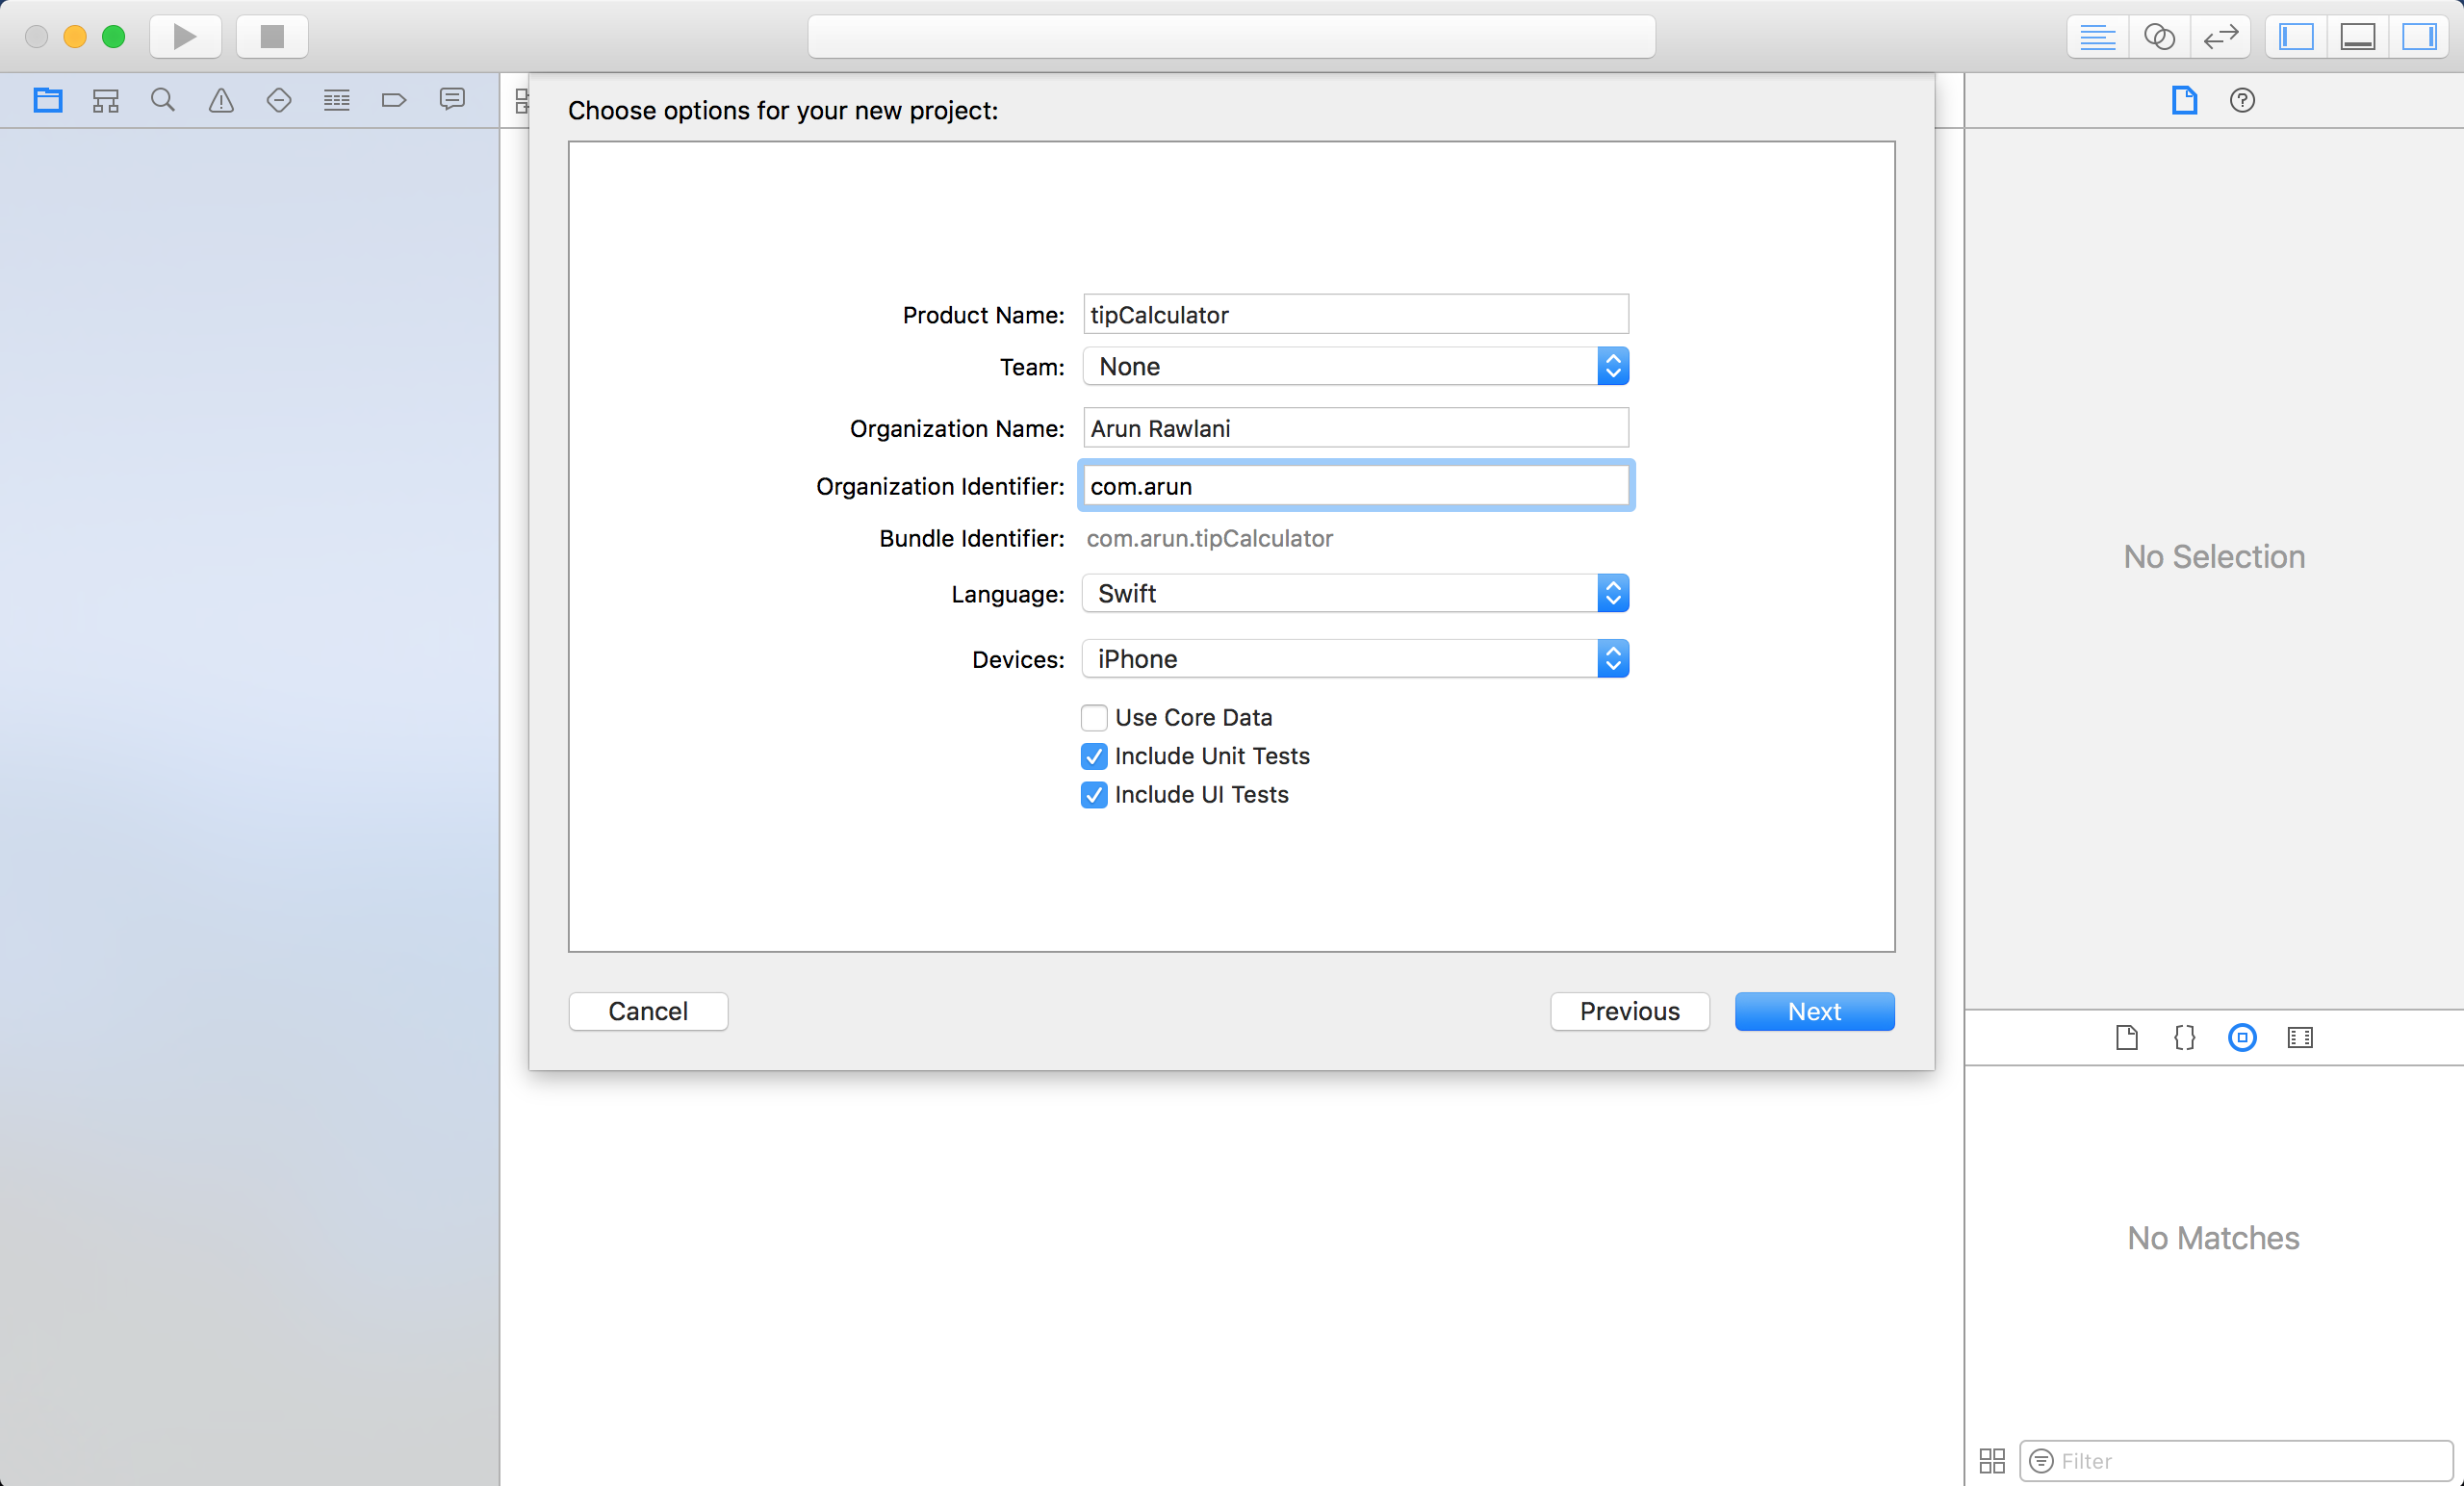 Choose options for your new project:
Product Name: tipCalculator
Team: None
Organization Name: Arun Rawlani
Organization Identifier: com.arun
Bundle Identifier: com.arun.tipCalculator
Language: Swift
Devices: iPhone
Use Core Data
Include Unit Tests
Include UI Tests
Cancel Previous Next
No Selection
No Matches
Filter